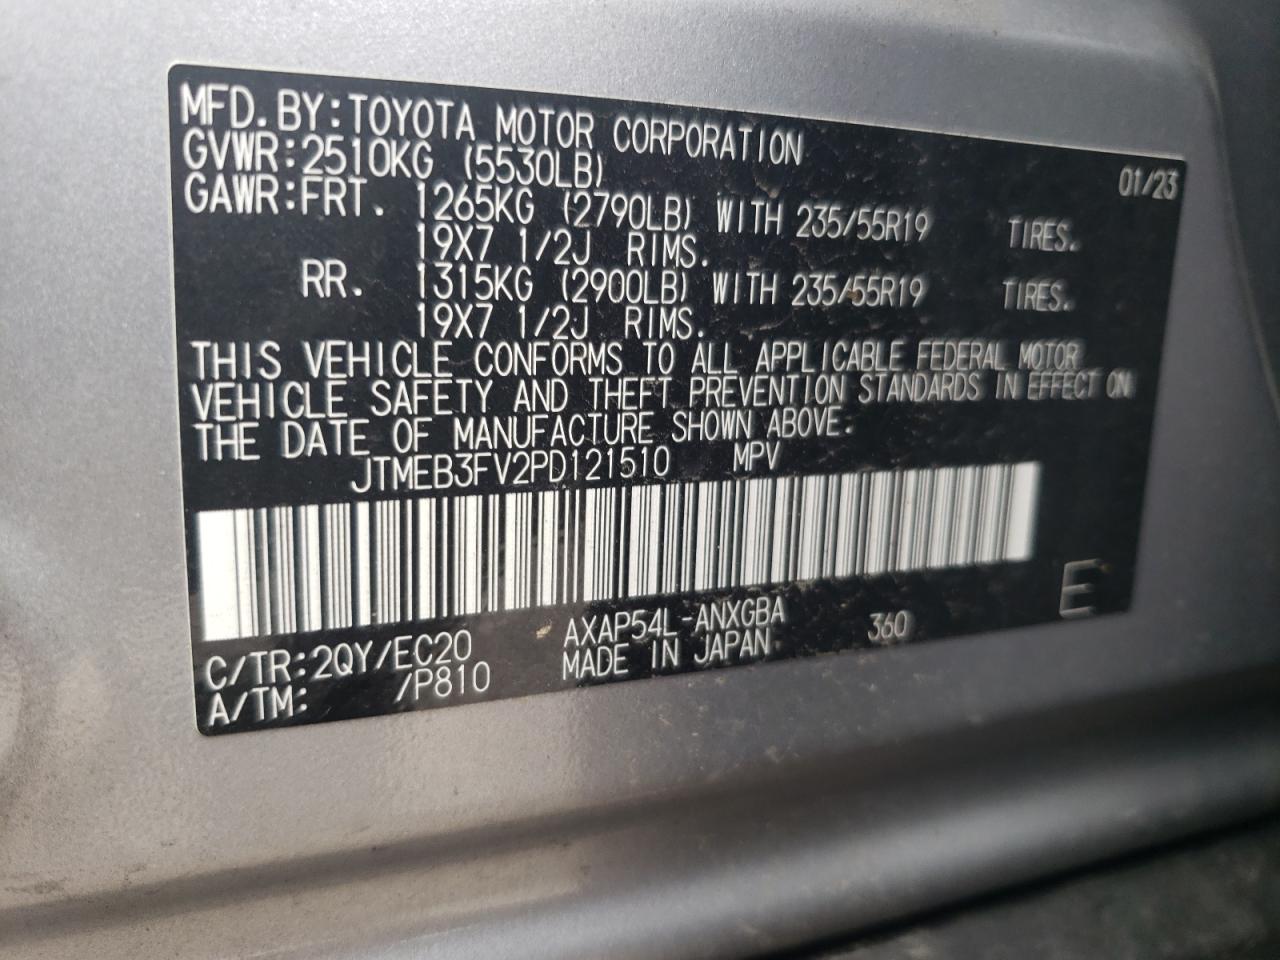 MFD. BY: TOYOTA MOTOR CORPORATION 01/23
GVWR: 2510KG (5530LB)
GAWR: FRT. 1265KG (2790LB) WITH 235/55R19 TIRES.
19X7 1/2J RIMS.
RR. 1315KG (2900LB) WITH 235/55R19 TIRES.
19X7 1/2J RIMS.
THIS VEHICLE CONFORMS TO ALL APPLICABLE FEDERAL MOTOR
VEHICLE SAFETY AND THEFT PREVENTION STANDARDS IN EFFECT ON
THE DATE OF MANUFACTURE SHOWN ABOVE.
JTMEB3FV2PD121510 MPV
E
C/TR: 2QY/EC20 AXAP54L-ANXGBA 360
A/TM: /P810 MADE IN JAPAN